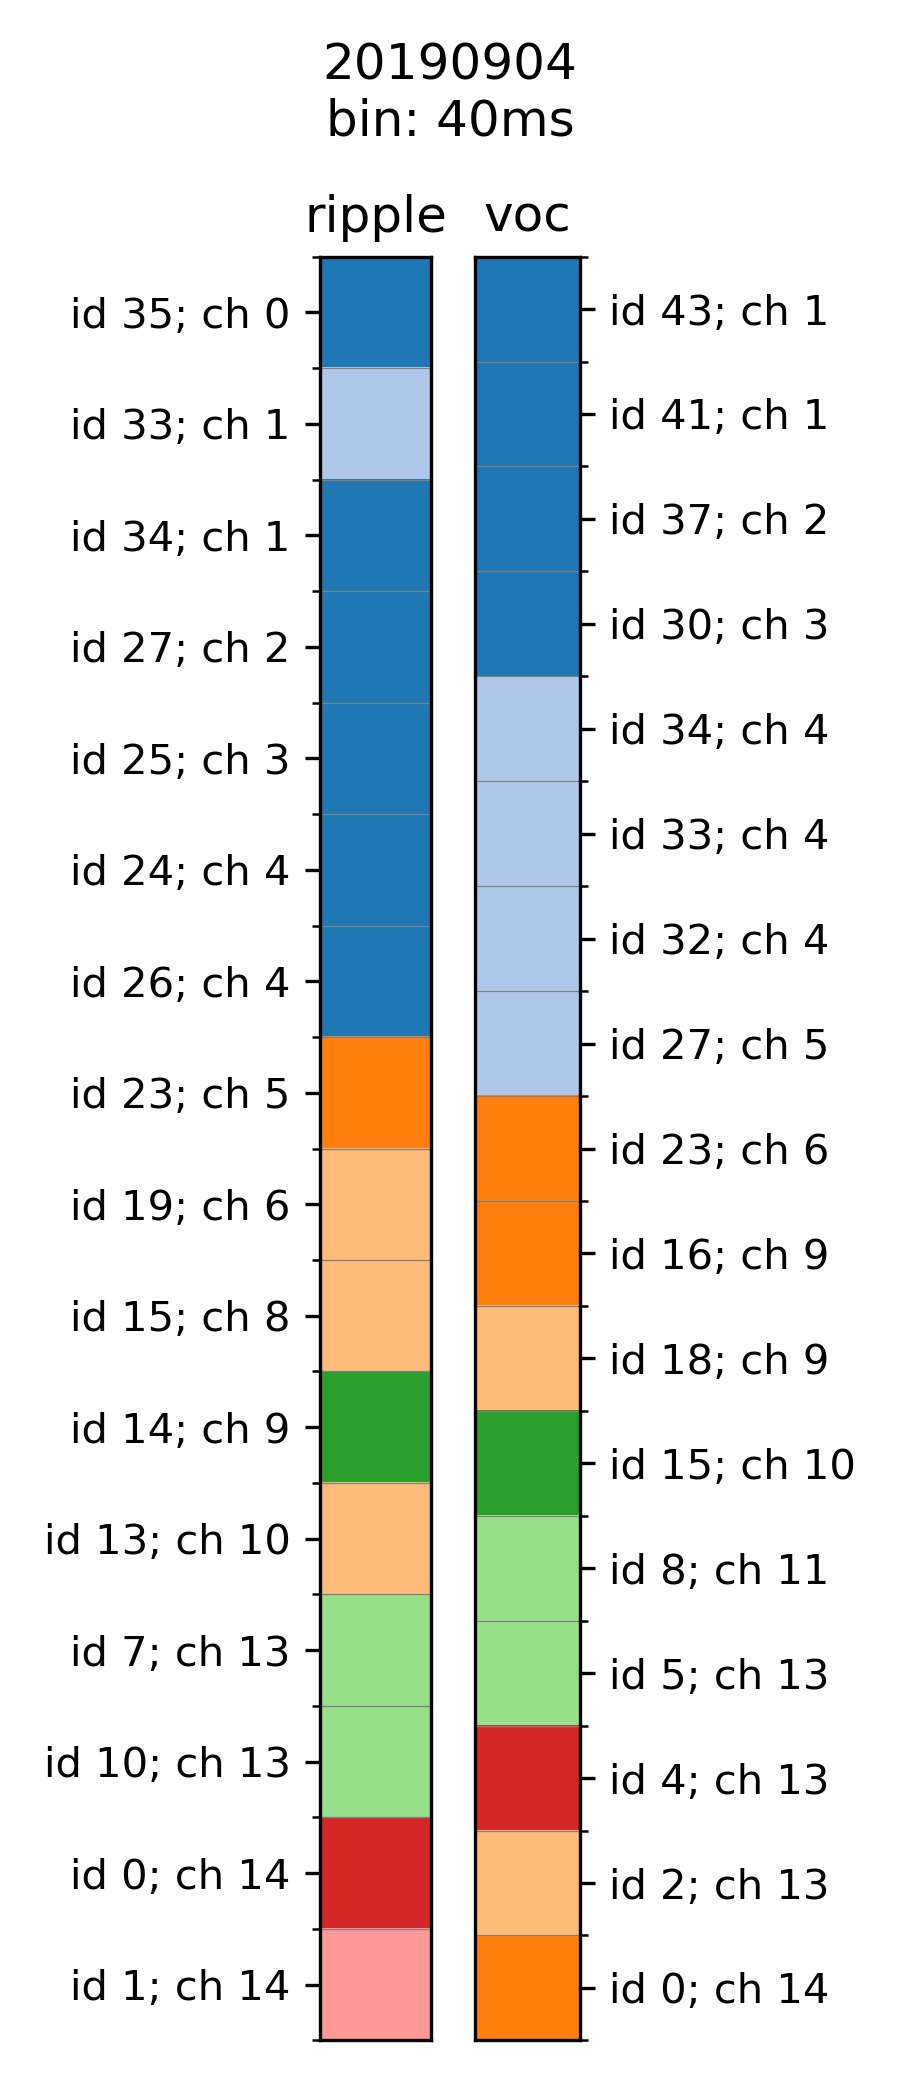 20190904
bin: 40ms
ripple
voc
id 35; ch 0
id 33; ch 1
id 34; ch 1
id 27; ch 2
id 25; ch 3
id 24; ch 4
id 26; ch 4
id 23; ch 5
id 19; ch 6
id 15; ch 8
id 14; ch 9
id 13; ch 10
id 7; ch 13
id 10; ch 13
id 0; ch 14
id 1; ch 14
id 43; ch 1
id 41; ch 1
id 37; ch 2
id 30; ch 3
id 34; ch 4
id 33; ch 4
id 32; ch 4
id 27; ch 5
id 23; ch 6
id 16; ch 9
id 18; ch 9
id 15; ch 10
id 8; ch 11
id 5; ch 13
id 4; ch 13
id 2; ch 13
id 0; ch 14